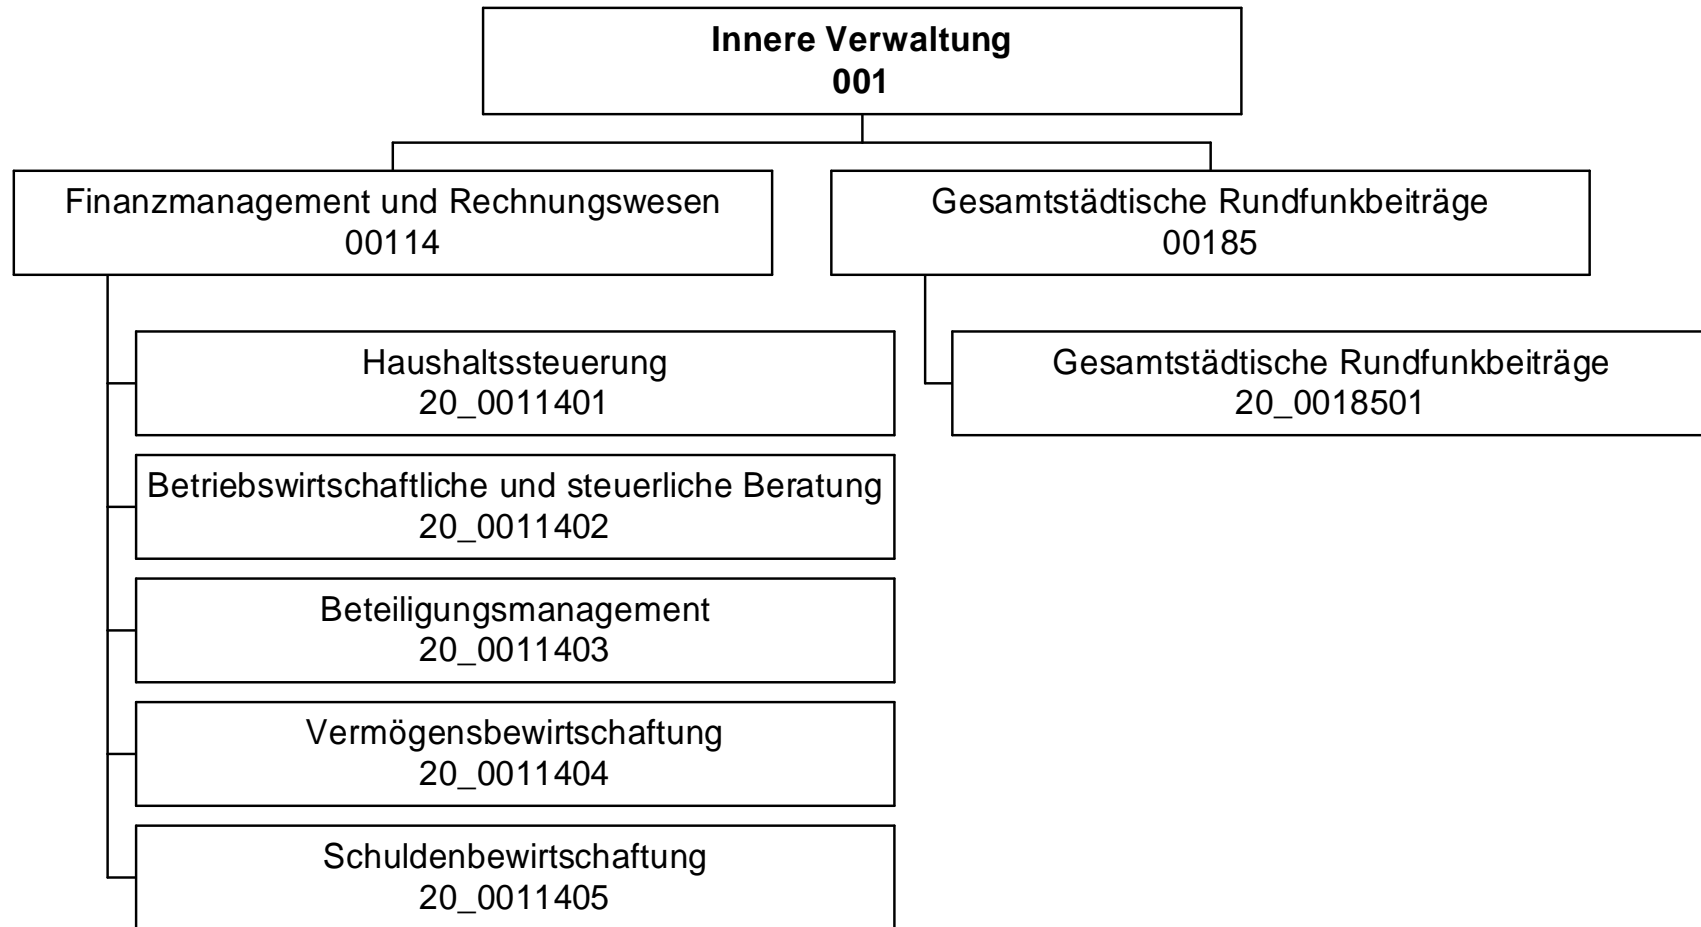 Innere Verwaltung
001
Finanzmanagement und Rechnungswesen
00114
Gesamtstädtische Rundfunkbeiträge
00185
Haushaltssteuerung
20_0011401
Gesamtstädtische Rundfunkbeiträge
20_0018501
Betriebswirtschaftliche und steuerliche Beratung
20_0011402
Beteiligungsmanagement
20_0011403
Vermögensbewirtschaftung
20_0011404
Schuldenbewirtschaftung
20_0011405